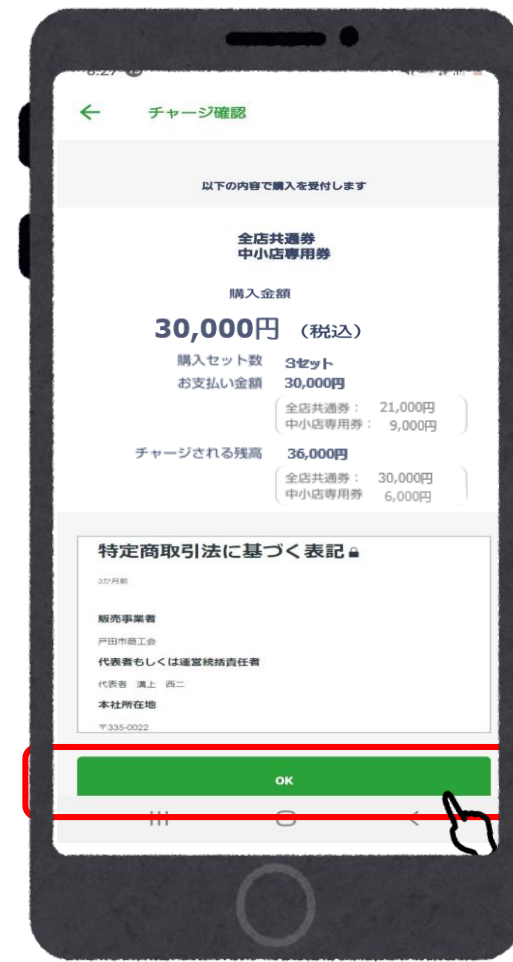 チャージ確認
以下の内容で購入を受付します
全店共通券
中小店専用券
購入金額
30,000円 （税込）
購入セット数 3セット
お支払い金額 30,000円
全店共通券： 21,000円
中小店専用券： 9,000円
チャージされる残高 36,000円
全店共通券： 30,000円
中小店専用券 6,000円
特定商取引法に基づく表記
3か月前
販売事業者
戸田市商工会
代表者もしくは運営統括責任者
代表者 溝上 西二
本社所在地
〒335-0022
OK